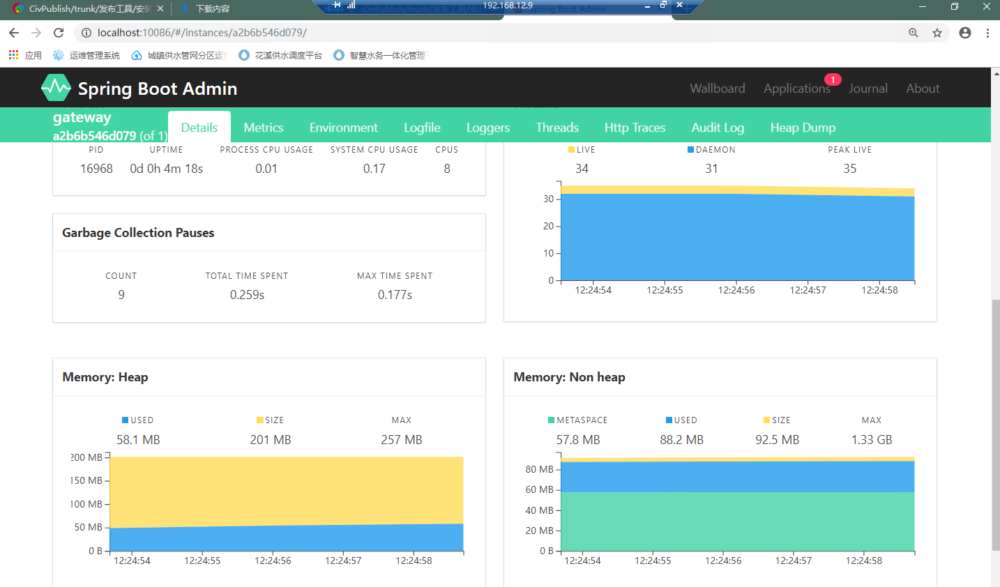 CivPublish/trunk/发布工具/安
下载内容
192.168.12.9
Spring Boot Admin
localhost:10086/#/instances/a2b6b546d079/
应用
运维管理系统
城镇供水管网分区运
花溪供水调度平台
智慧水务一体化管理
Spring Boot Admin
Wallboard
Applications
1
Journal
About
gateway
a2b6b546d079 (of 1)
Details
Metrics
Environment
Logfile
Loggers
Threads
Http Traces
Audit Log
Heap Dump
PID UPTIME PROCESS CPU USAGE SYSTEM CPU USAGE CPUS
16968 0d 0h 4m 18s 0.01 0.17 8
LIVE DAEMON PEAK LIVE
34 31 35
30
20
10
0
12:24:54 12:24:55 12:24:56 12:24:57 12:24:58
Garbage Collection Pauses
COUNT TOTAL TIME SPENT MAX TIME SPENT
9 0.259s 0.177s
Memory: Heap
USED SIZE MAX
58.1 MB 201 MB 257 MB
200 MB
150 MB
100 MB
50 MB
0 B
12:24:54 12:24:55 12:24:56 12:24:57 12:24:58
Memory: Non heap
METASPACE USED SIZE MAX
57.8 MB 88.2 MB 92.5 MB 1.33 GB
80 MB
60 MB
40 MB
20 MB
0 B
12:24:54 12:24:55 12:24:56 12:24:57 12:24:58